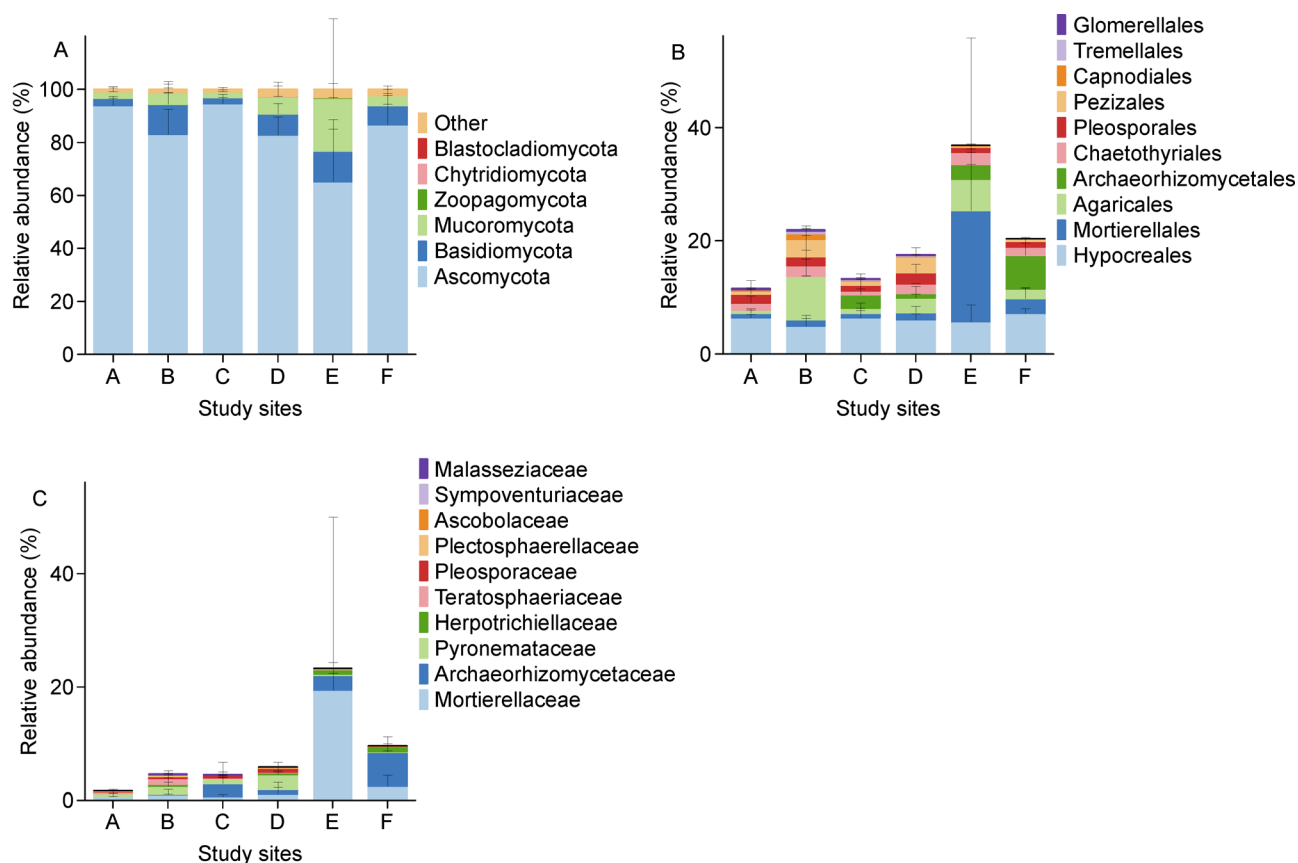 A
Relative abundance (%)
100
80
60
40
20
0
A B C D E F
Study sites
Other
Blastocladiomycota
Chytridiomycota
Zoopagomycota
Mucoromycota
Basidiomycota
Ascomycota
B
Relative abundance (%)
40
20
0
A B C D E F
Study sites
Glomerellales
Tremellales
Capnodiales
Pezizales
Pleosporales
Chaetothyriales
Archaeorhizomycetales
Agaricales
Mortierellales
Hypocreales
C
Relative abundance (%)
40
20
0
A B C D E F
Study sites
Malasseziaceae
Sympoventuriaceae
Ascobolaceae
Plectosphaerellaceae
Pleosporaceae
Teratosphaeriaceae
Herpotrichiellaceae
Pyronemataceae
Archaeorhizomycetaceae
Mortierellaceae